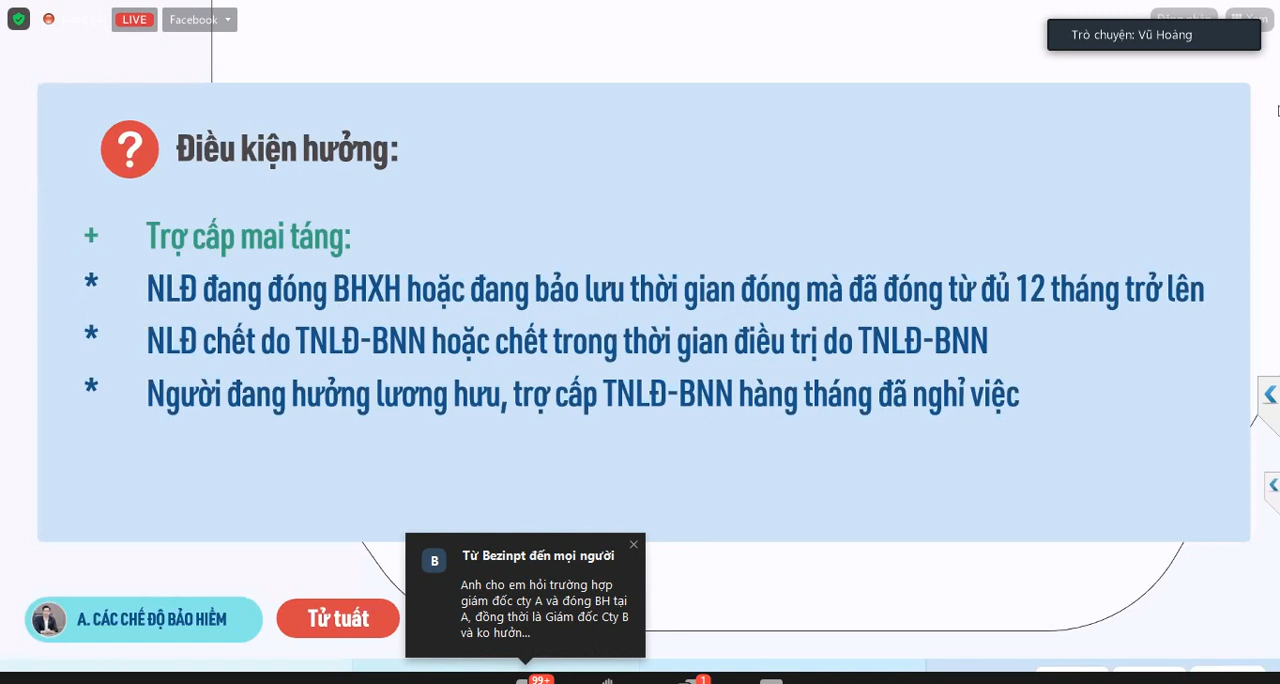 LIVE
Facebook
Trò chuyện: Vũ Hoảng
Điều kiện hưởng:
+ Trợ cấp mai táng:
* NLĐ đang đóng BHXH hoặc đang bảo lưu thời gian đóng mà đã đóng từ đủ 12 tháng trở lên
* NLĐ chết do TNLĐ-BNN hoặc chết trong thời gian điều trị do TNLĐ-BNN
* Người đang hưởng lương hưu, trợ cấp TNLĐ-BNN hàng tháng đã nghỉ việc
B
Từ Bezinpt đến mọi người
Anh cho em hỏi trường hợp
giám đốc cty A và đóng BH tại
A, đồng thời là Giám đốc Cty B
và ko hưởn...
A. CÁC CHẾ ĐỘ BẢO HIỂM
Tử tuất
99+
1